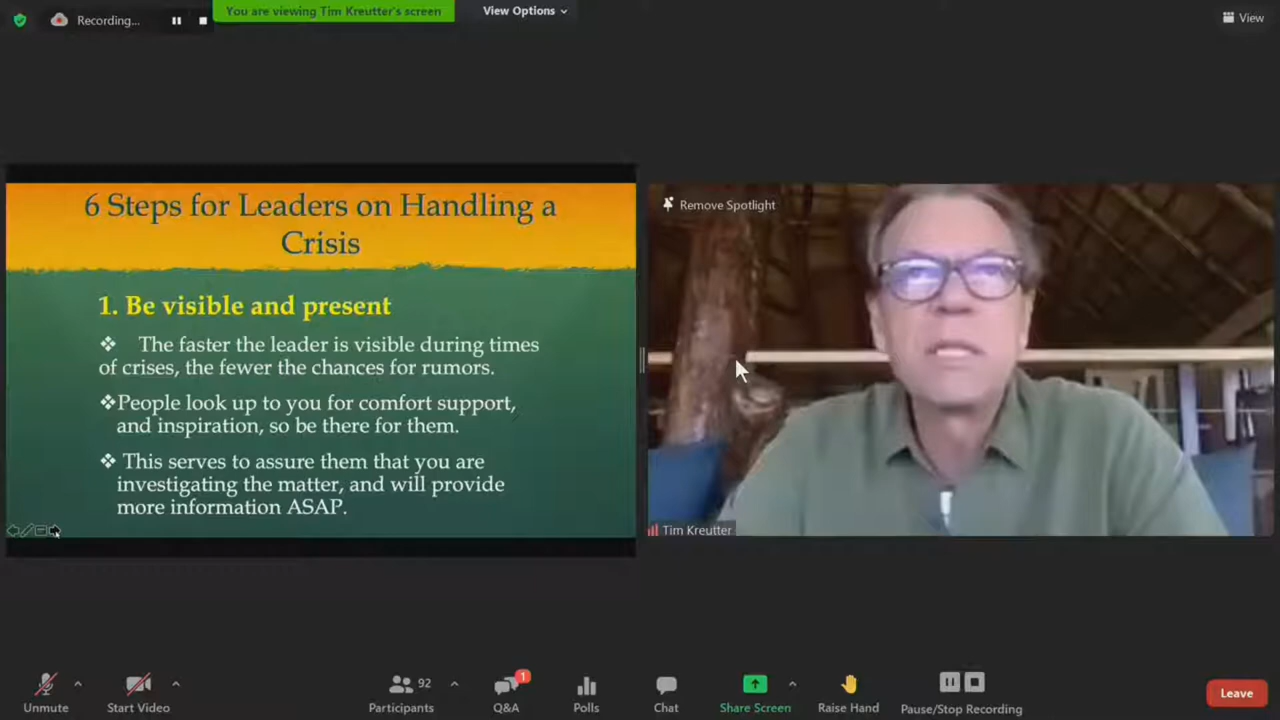 Recording...
You are viewing Tim Kreutter's screen
View Options
View
6 Steps for Leaders on Handling a
Crisis
1. Be visible and present
❖ The faster the leader is visible during times
of crises, the fewer the chances for rumors.
❖People look up to you for comfort support,
and inspiration, so be there for them.
❖ This serves to assure them that you are
investigating the matter, and will provide
more information ASAP.
Remove Spotlight
Tim Kreutter
Unmute
Start Video
92
Participants
1
Q&A
Polls
Chat
Share Screen
Raise Hand
Pause/Stop Recording
Leave